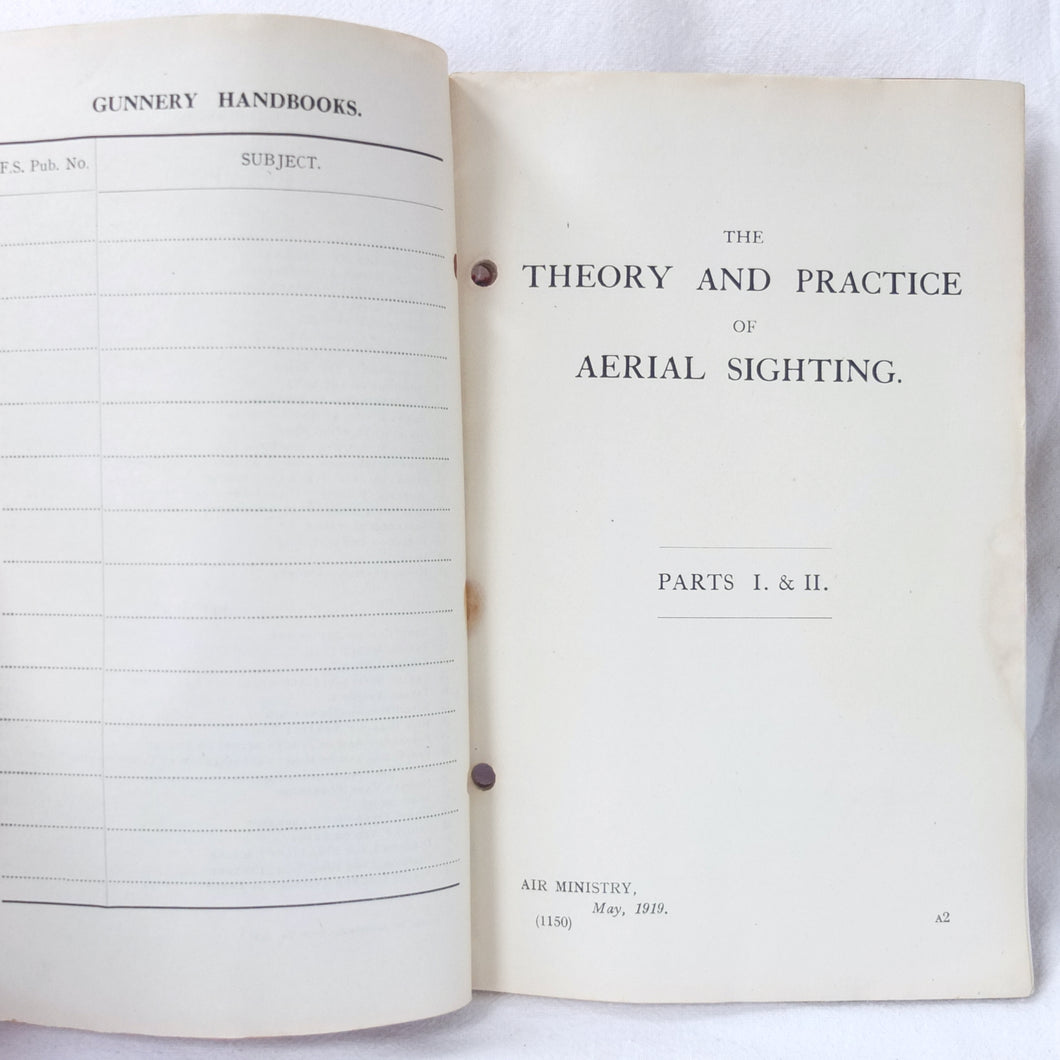 GUNNERY HANDBOOKS.
F.S. Pub. No.
SUBJECT.
THE
THEORY AND PRACTICE
OF
AERIAL SIGHTING.
PARTS I. & II.
AIR MINISTRY,
May, 1919.
(1150)
A2